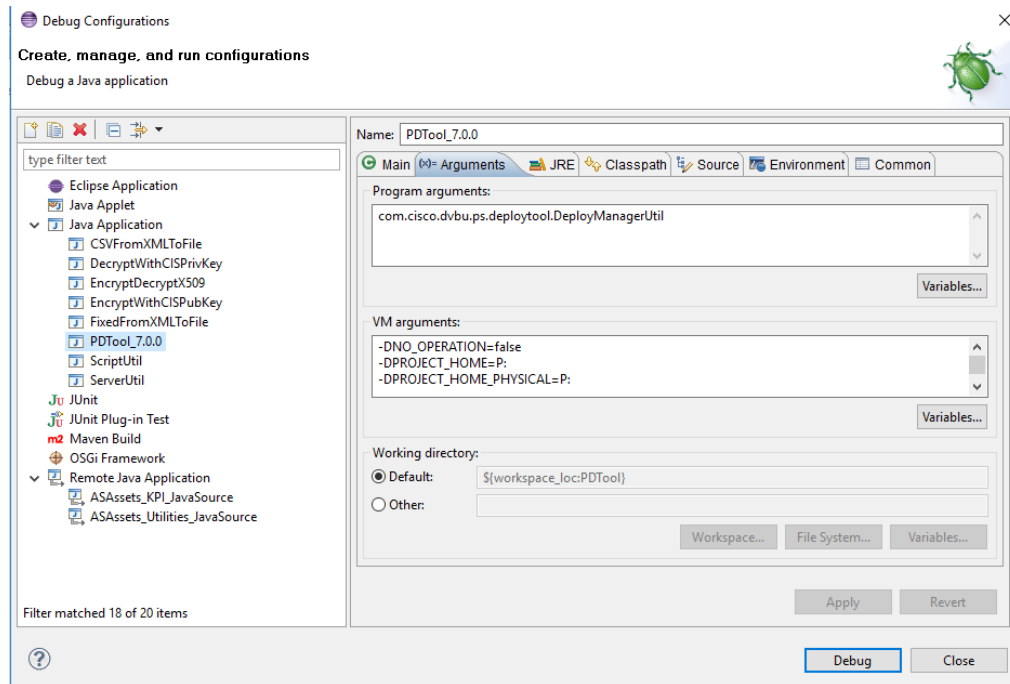 Debug Configurations
Create, manage, and run configurations
Debug a Java application
type filter text
Eclipse Application
Java Applet
Java Application
CSVFromXMLToFile
DecryptWithCISPrivKey
EncryptDecryptX509
EncryptWithCISPubKey
FixedFromXMLToFile
PDTool_7.0.0
ScriptUtil
ServerUtil
JU JUnit
JU JUnit Plug-in Test
m2 Maven Build
OSGi Framework
Remote Java Application
ASAssets_KPI_JavaSource
ASAssets_Utilities_JavaSource
Filter matched 18 of 20 items
Name: PDTool_7.0.0
Main (x)= Arguments JRE Classpath Source Environment Common
Program arguments:
com.cisco.dvbu.ps.deploytool.DeployManagerUtil
Variables...
VM arguments:
-DNO_OPERATION=false
-DPROJECT_HOME=P:
-DPROJECT_HOME_PHYSICAL=P:
Variables...
Working directory:
Default: ${workspace_loc:PDTool}
Other:
Workspace... File System... Variables...
Apply Revert
? Debug Close